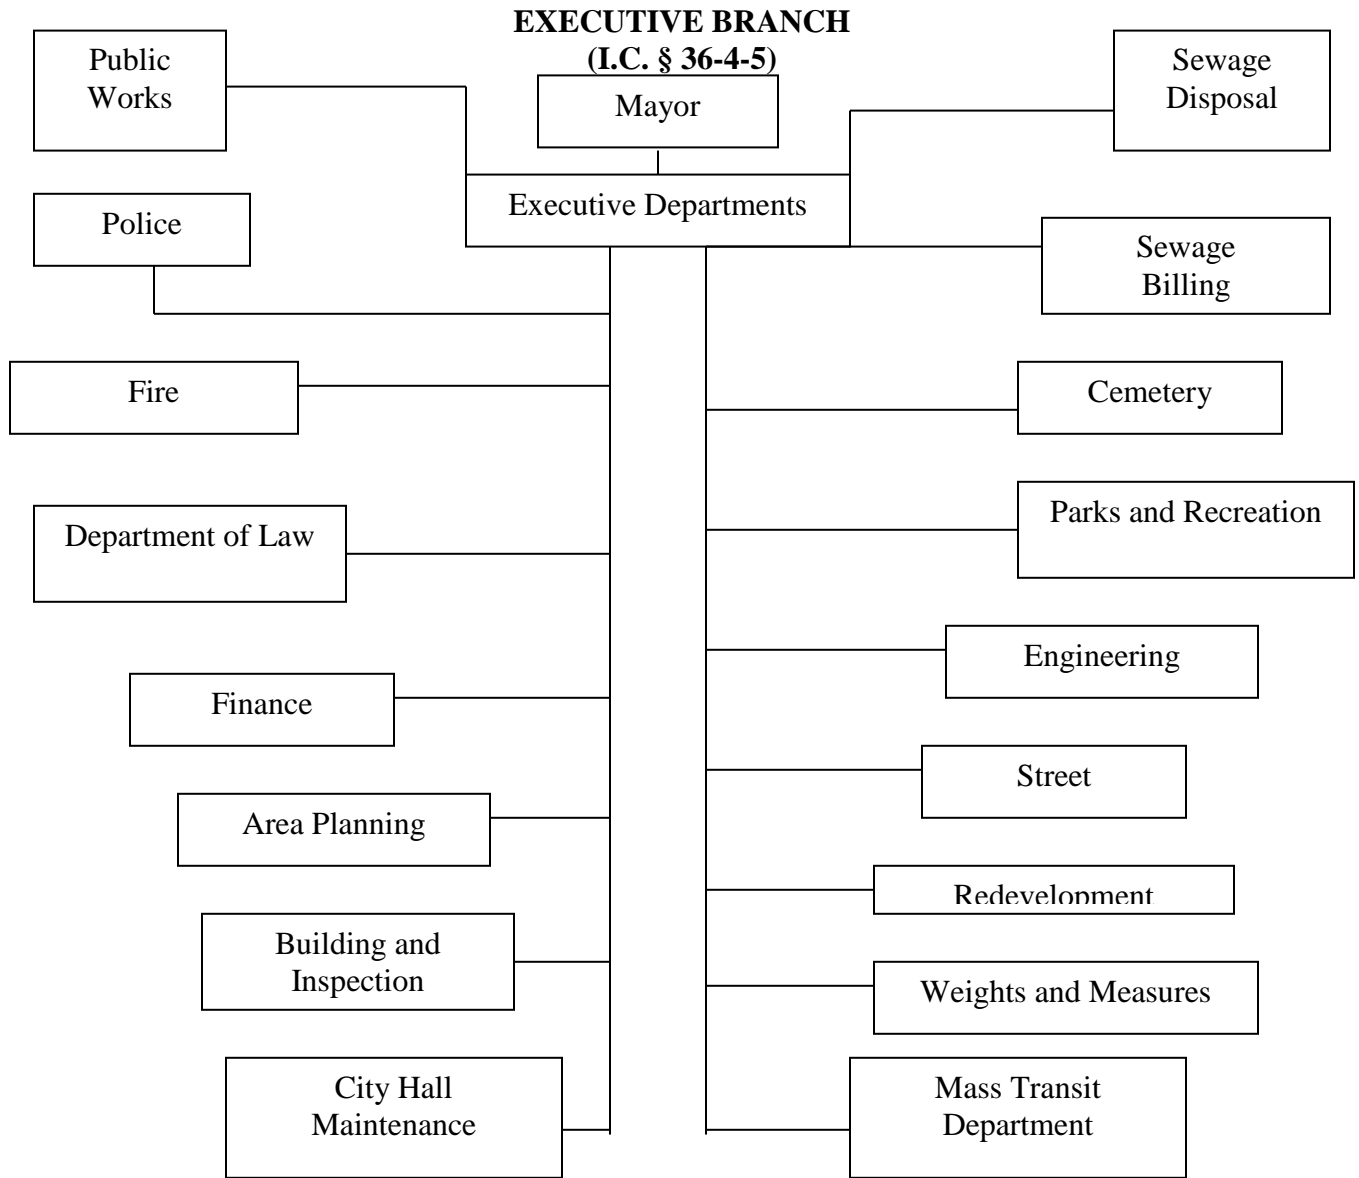 EXECUTIVE BRANCH
(I.C. § 36-4-5)
Mayor
Executive Departments
Public
Works
Police
Fire
Department of Law
Finance
Area Planning
Building and
Inspection
City Hall
Maintenance
Sewage
Disposal
Sewage
Billing
Cemetery
Parks and Recreation
Engineering
Street
Redevelopment
Weights and Measures
Mass Transit
Department